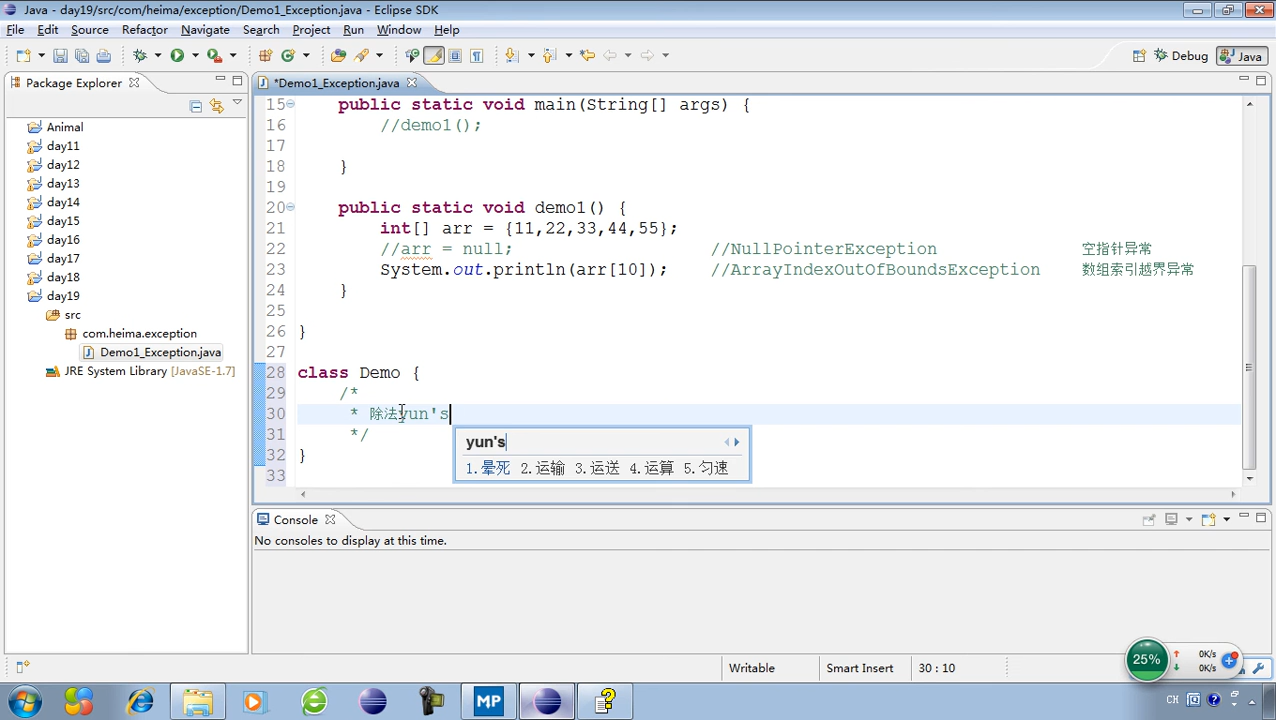 Java - day19/src/com/heima/exception/Demo1_Exception.java - Eclipse SDK
File Edit Source Refactor Navigate Search Project Run Window Help
Debug Java
Package Explorer
*Demo1_Exception.java
Animal
day11
day12
day13
day14
day15
day16
day17
day18
day19
src
com.heima.exception
Demo1_Exception.java
JRE System Library [JavaSE-1.7]
15 public static void main(String[] args) {
16 //demo1();
17
18 }
19
20 public static void demo1() {
21 int[] arr = {11,22,33,44,55};
22 //arr = null; //NullPointerException 空指针异常
23 System.out.println(arr[10]); //ArrayIndexOutOfBoundsException 数组索引越界异常
24 }
25
26 }
27
28 class Demo {
29 /*
30 * 除法yun's
31 */
32 }
33
yun's
1.晕死 2.运输 3.运送 4.运算 5.匀速
Console
No consoles to display at this time.
Writable Smart Insert 30 : 10
25% 0K/s
0K/s
MP
CH